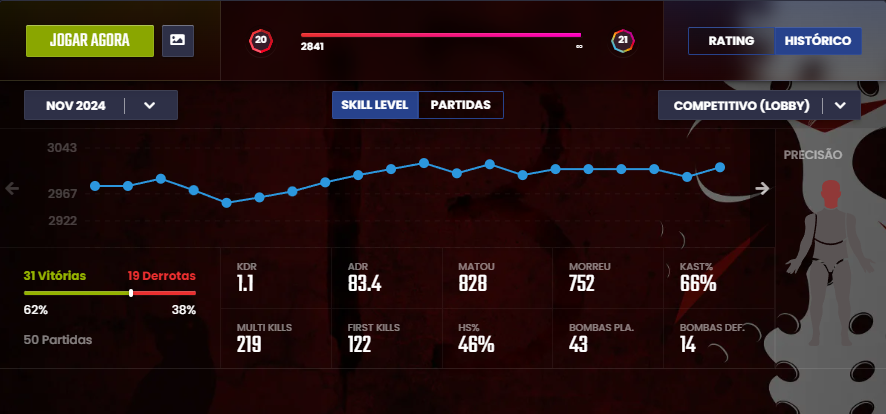 JOGAR AGORA
20
2841
∞
21
RATING
HISTÓRICO
NOV 2024
SKILL LEVEL
PARTIDAS
COMPETITIVO (LOBBY)
3043
2967
2922
PRECISÃO
31 Vitórias
19 Derrotas
62%
38%
50 Partidas
KDR
1.1
ADR
83.4
MATOU
828
MORREU
752
KAST%
66%
MULTI KILLS
219
FIRST KILLS
122
HS%
46%
BOMBAS PLA.
43
BOMBAS DEF.
14